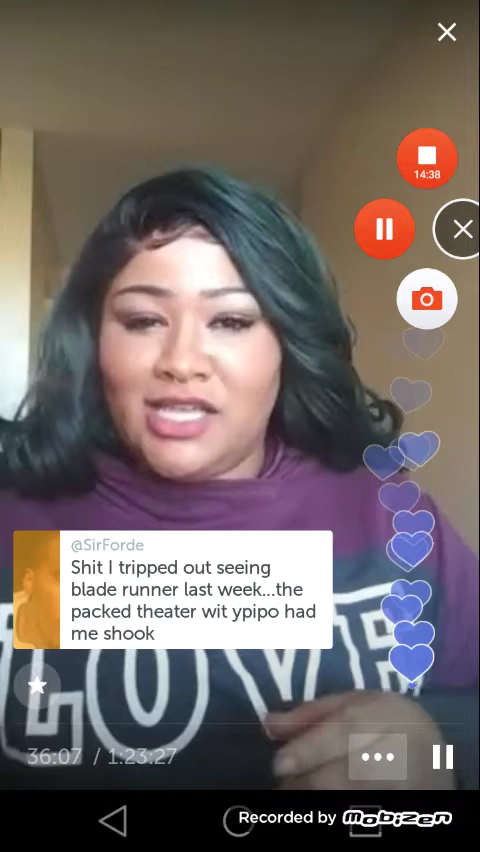 14:38
@SirForde
Shit I tripped out seeing
blade runner last week...the
packed theater wit ypipo had
me shook
LOVE
36:07 / 1:23:27
Recorded by mobizen